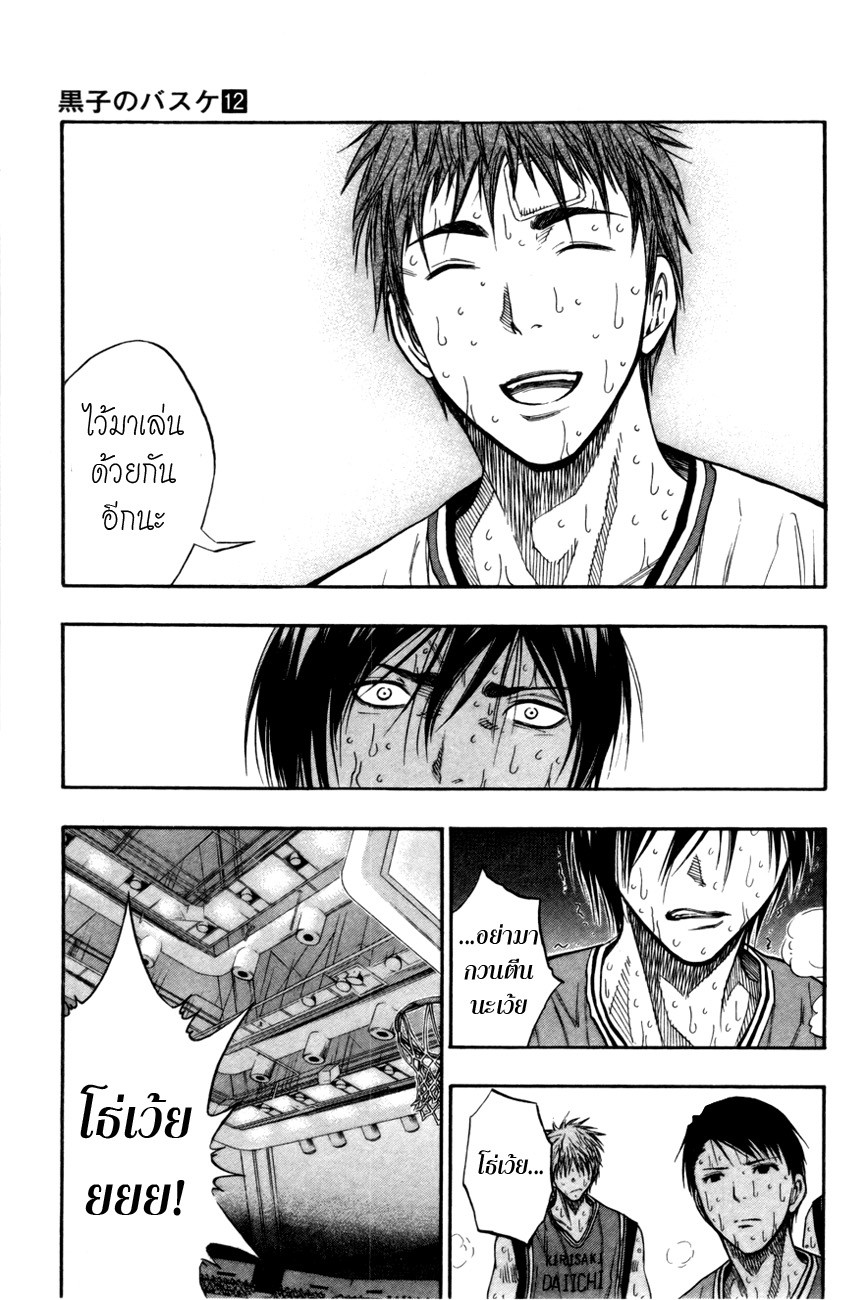 黒子のバスケ12
ไว้มาเล่น
ด้วยกัน
อีกนะ
...อย่ามา
กวนตีน
นะเว้ย
โธ่เว้ย...
KIRISAKI
DAIICHI
โธ่เว้ย
ยยย!